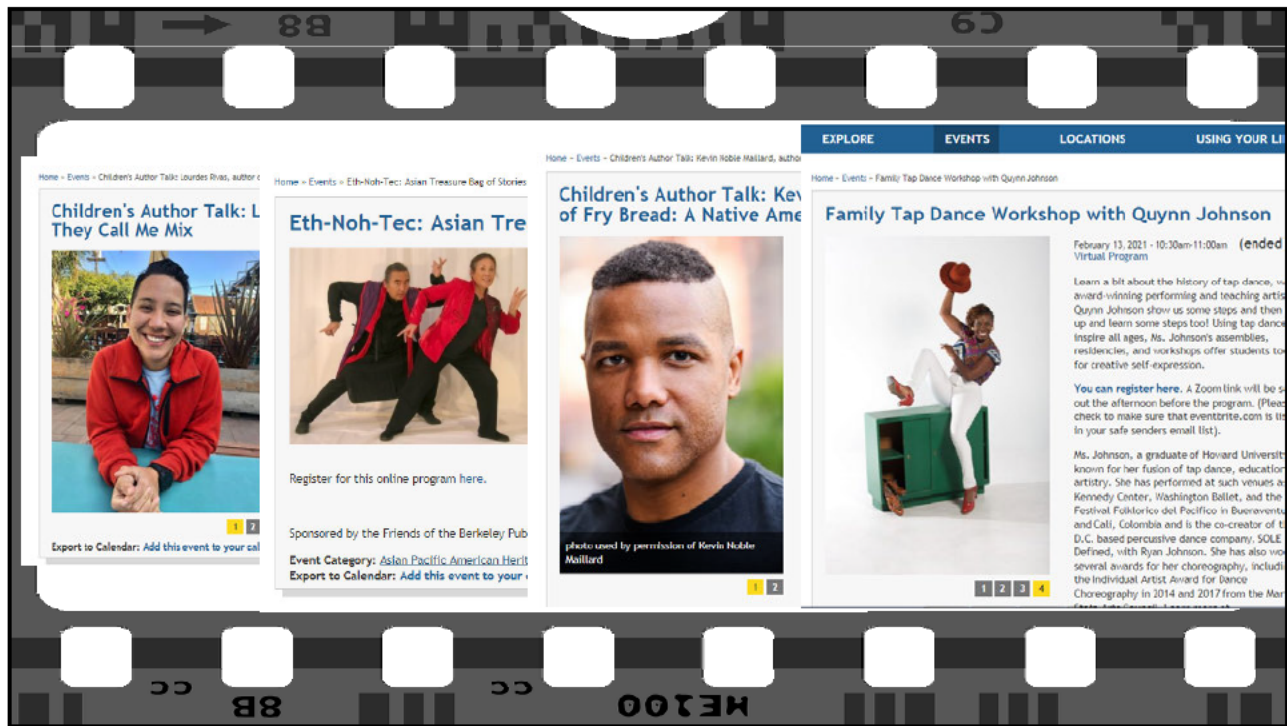 88
C9
Home » Events » Children's Author Talk: Lourdes Rivas, author
Children's Author Talk: L
They Call Me Mix
1 2
Export to Calendar: Add this event to your cal
Home » Events » Eth-Noh-Tec: Asian Treasure Bag of Stories
Eth-Noh-Tec: Asian Tre
Register for this online program here.
Sponsored by the Friends of the Berkeley Pub
Event Category: Asian Pacific American Herit
Export to Calendar: Add this event to your
Home » Events » Children's Author Talk: Kevin Noble Maillard, autho
Children's Author Talk: Kev
of Fry Bread: A Native Ame
photo used by permission of Kevin Noble
Maillard
1 2
EXPLORE EVENTS LOCATIONS USING YOUR LI
Home » Events » Family Tap Dance Workshop with Quynn Johnson
Family Tap Dance Workshop with Quynn Johnson
February 13, 2021 - 10:30am-11:00am (ended
Virtual Program
Learn a bit about the history of tap dance, w
award-winning performing and teaching artis
Quynn Johnson show us some steps and then
up and learn some steps too! Using tap danc
inspire all ages, Ms. Johnson's assemblies,
residencies, and workshops offer students to
for creative self-expression.
You can register here. A Zoom link will be s
out the afternoon before the program. (Pleas
check to make sure that eventbrite.com is lis
in your safe senders email list).
Ms. Johnson, a graduate of Howard Universit
known for her fusion of tap dance, education
artistry. She has performed at such venues a
Kennedy Center, Washington Ballet, and the
Festival Folklorico del Pacifico in Buenaventu
and Cali, Colombia and is the co-creator of t
D.C. based percussive dance company, SOLE
Defined, with Ryan Johnson. She has also wo
several awards for her choreography, includi
the Individual Artist Award for Dance
Choreography in 2014 and 2017 from the Mar
1 2 3 4
CC
8B
CC
ME100